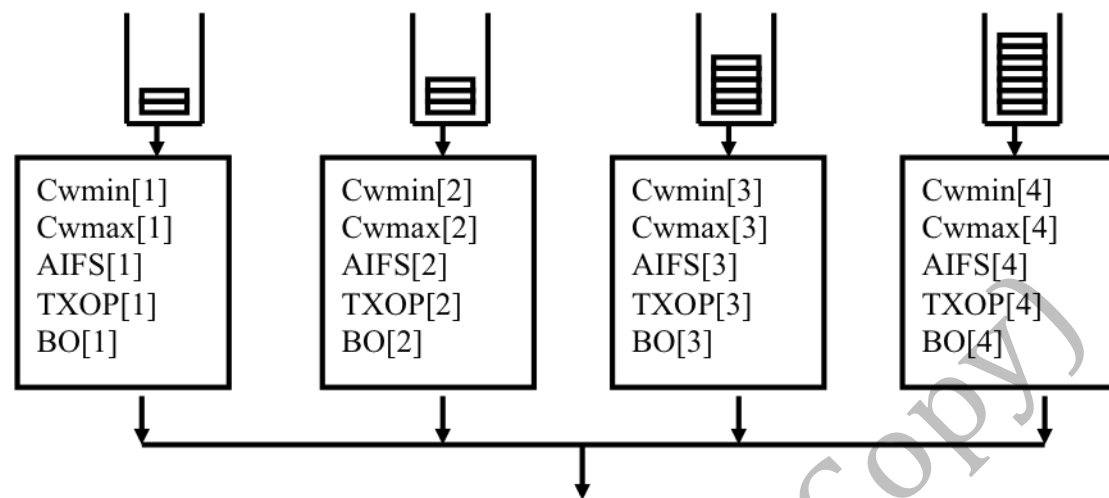 Cwmin[1]
Cwmax[1]
AIFS[1]
TXOP[1]
BO[1]
Cwmin[2]
Cwmax[2]
AIFS[2]
TXOP[2]
BO[2]
Cwmin[3]
Cwmax[3]
AIFS[3]
TXOP[3]
BO[3]
Cwmin[4]
Cwmax[4]
AIFS[4]
TXOP[4]
BO[4]
Copy)